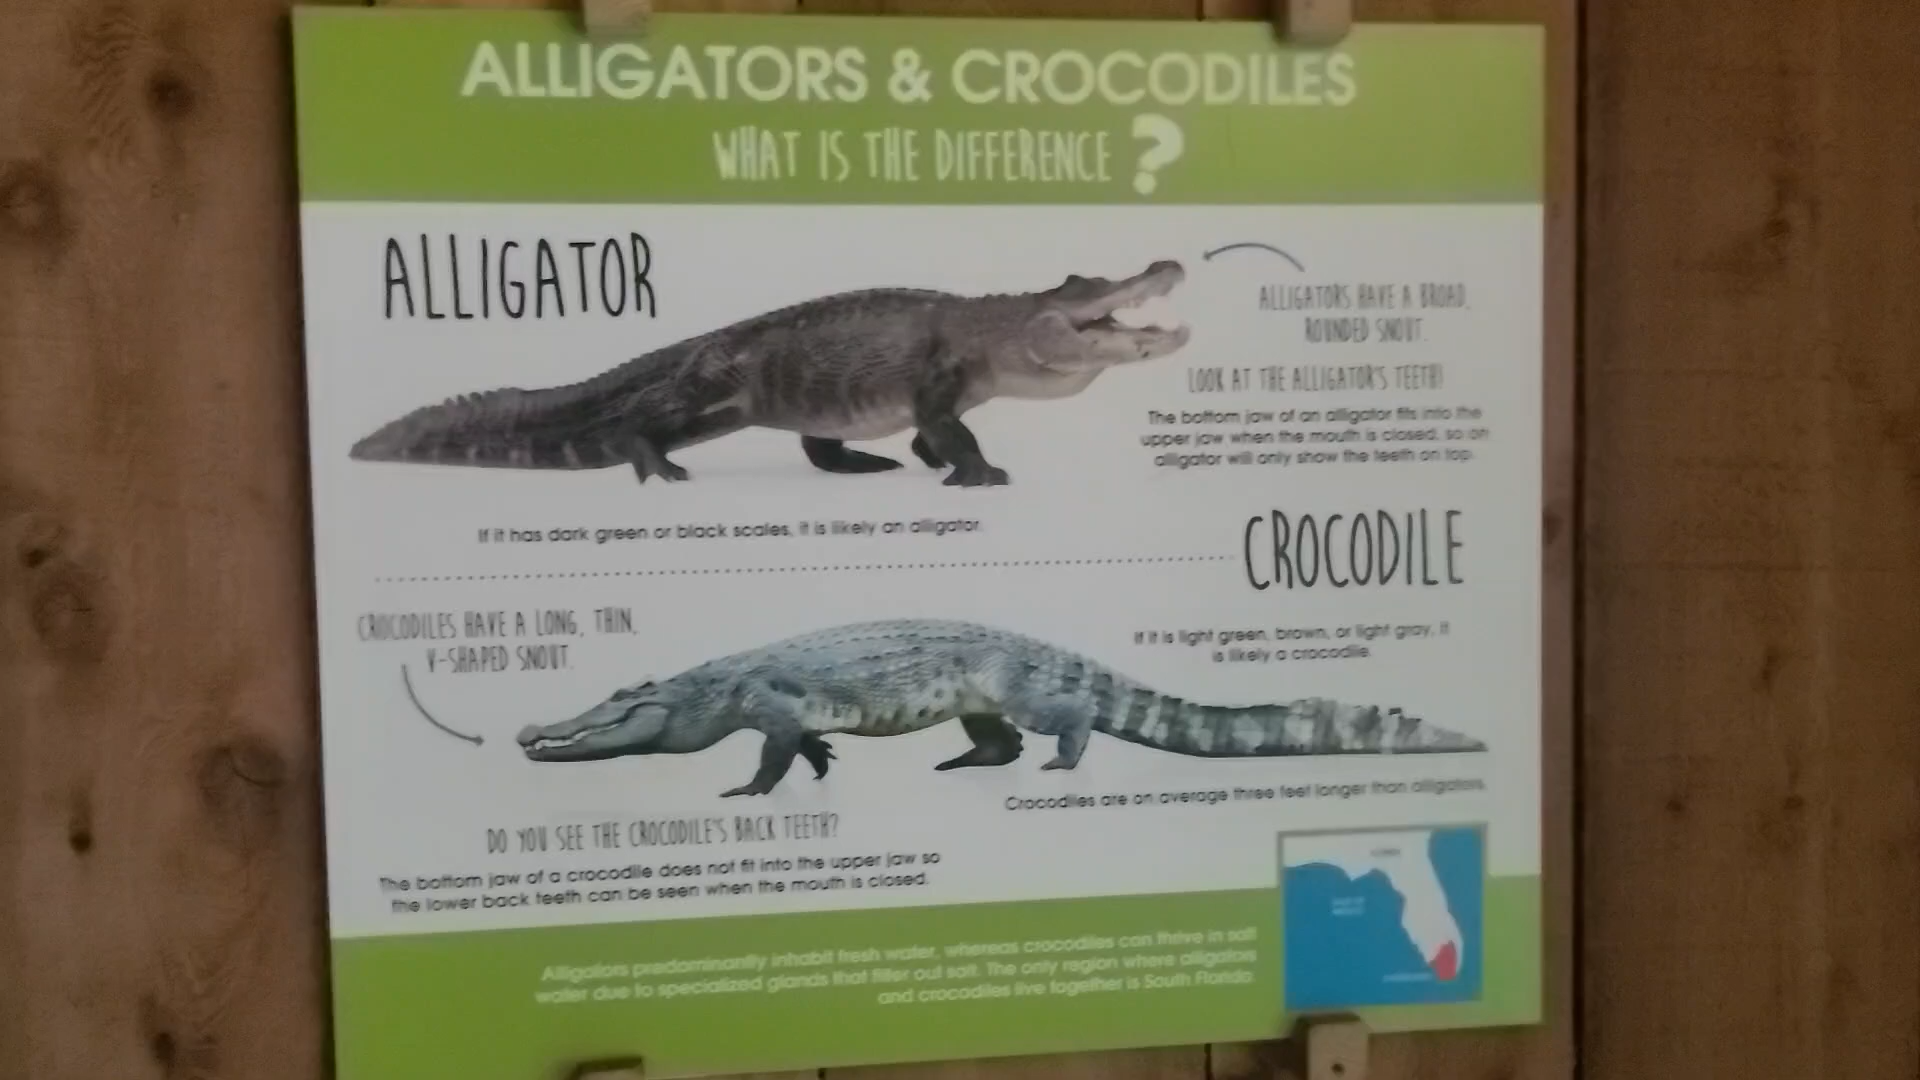 ALLIGATORS & CROCODILES
WHAT IS THE DIFFERENCE?
ALLIGATOR
ALLIGATORS HAVE A BROAD,
ROUNDED SNOUT.
LOOK AT THE ALLIGATOR'S TEETH!
The bottom jaw of an alligator fits into the
upper jaw when the mouth is closed, so an
alligator will only show the teeth on top.
If it has dark green or black scales, it is likely an alligator.
CROCODILE
CROCODILES HAVE A LONG, THIN,
V-SHAPED SNOUT.
If it is light green, brown, or light gray, it
is likely a crocodile.
Crocodiles are on average three feet longer than alligators.
DO YOU SEE THE CROCODILE'S BACK TEETH?
The bottom jaw of a crocodile does not fit into the upper jaw so
the lower back teeth can be seen when the mouth is closed.
Alligators predominantly inhabit fresh water, whereas crocodiles can thrive in salt
water due to specialized glands that filter out salt. The only region where alligators
and crocodiles live together is South Florida.